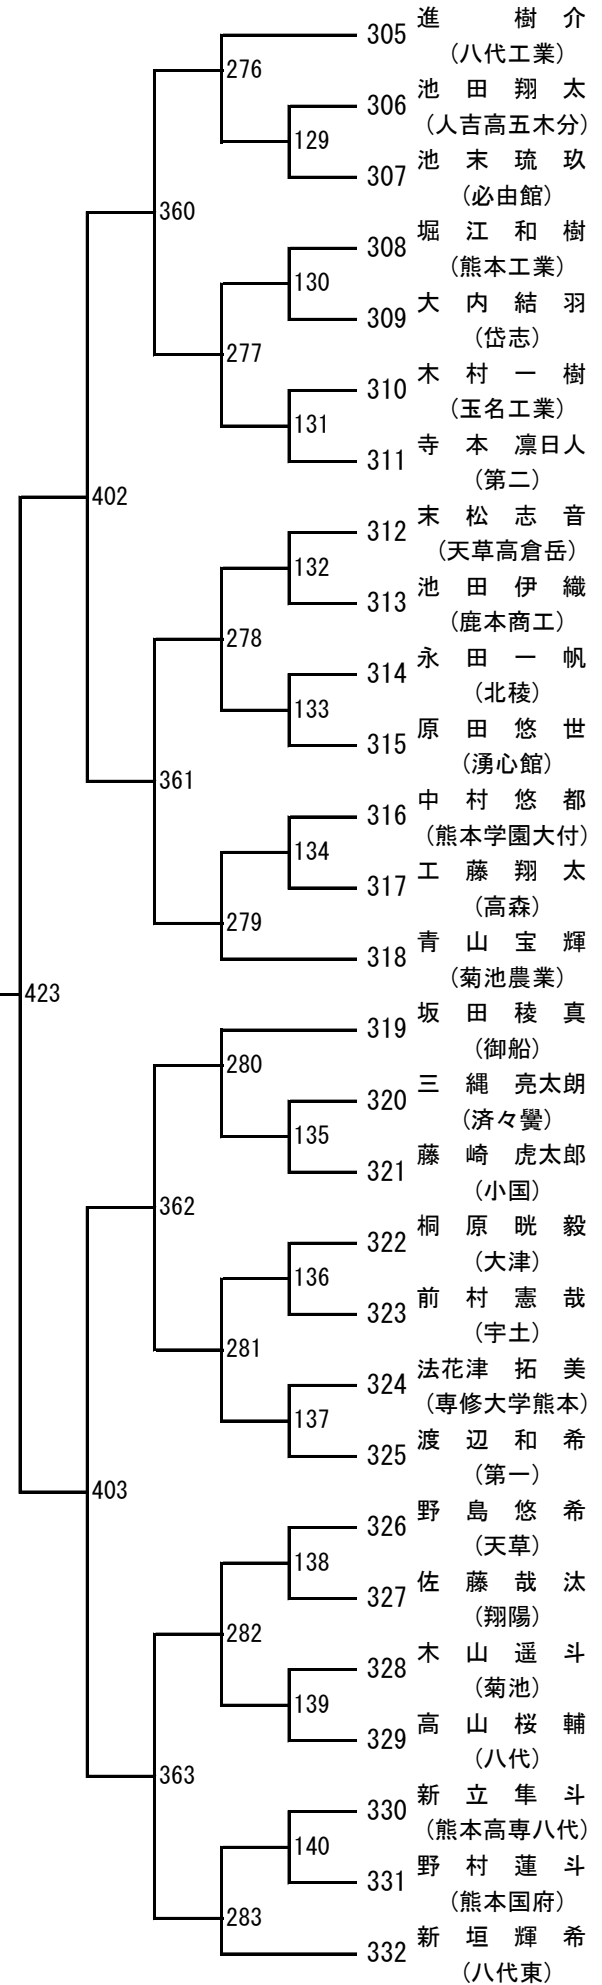 305 進 樹 介
(八代工業)
276
306 池 田 翔 太
(人吉高五木分)
129
307 池 末 琉 玖
(必由館)
360
308 堀 江 和 樹
(熊本工業)
130
309 大 内 結 羽
(岱志)
277
310 木 村 一 樹
(玉名工業)
131
311 寺 本 凛日人
(第二)
402
312 末 松 志 音
(天草高倉岳)
132
313 池 田 伊 織
(鹿本商工)
278
314 永 田 一 帆
(北稜)
133
315 原 田 悠 世
(湧心館)
361
316 中 村 悠 都
(熊本学園大付)
134
317 工 藤 翔 太
(高森)
279
318 青 山 宝 輝
(菊池農業)
423
319 坂 田 稜 真
(御船)
280
320 三 縄 亮太朗
(済々黌)
135
321 藤 崎 虎太郎
(小国)
362
322 桐 原 晄 毅
(大津)
136
323 前 村 憲 哉
(宇土)
281
324 法花津 拓 美
(専修大学熊本)
137
325 渡 辺 和 希
(第一)
403
326 野 島 悠 希
(天草)
138
327 佐 藤 哉 汰
(翔陽)
282
328 木 山 遥 斗
(菊池)
139
329 高 山 桜 輔
(八代)
363
330 新 立 隼 斗
(熊本高専八代)
140
331 野 村 蓮 斗
(熊本国府)
283
332 新 垣 輝 希
(八代東)